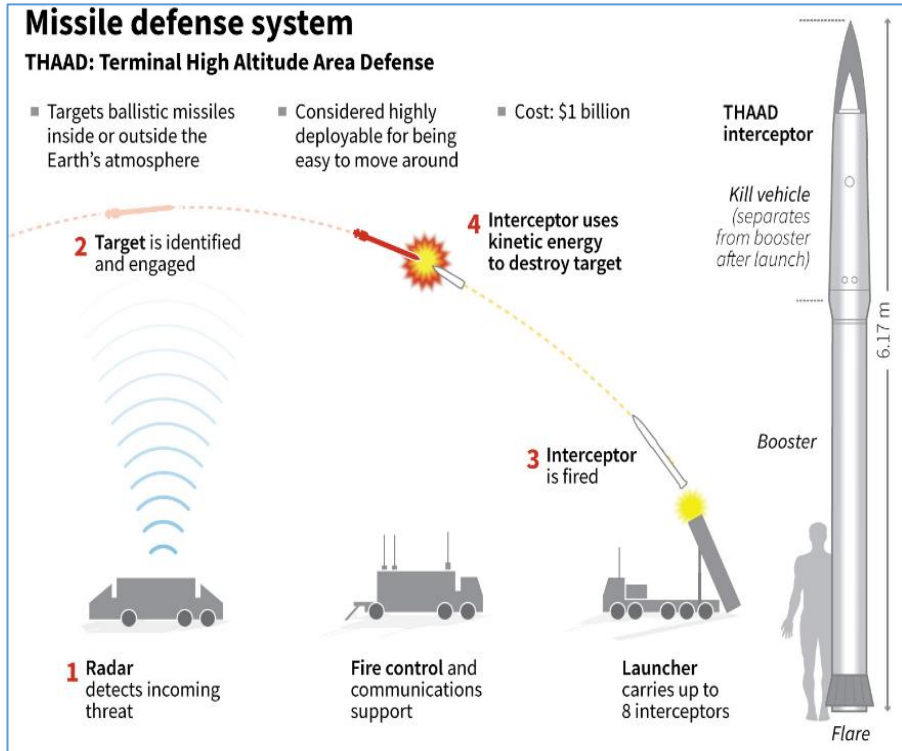 Missile defense system
THAAD: Terminal High Altitude Area Defense
■ Targets ballistic missiles
inside or outside the
Earth's atmosphere
■ Considered highly
deployable for being
easy to move around
■ Cost: $1 billion
THAAD
interceptor
Kill vehicle
(separates
from booster
after launch)
6.17 m
Booster
Flare
2 Target is identified
and engaged
4 Interceptor uses
kinetic energy
to destroy target
3 Interceptor
is fired
1 Radar
detects incoming
threat
Fire control and
communications
support
Launcher
carries up to
8 interceptors